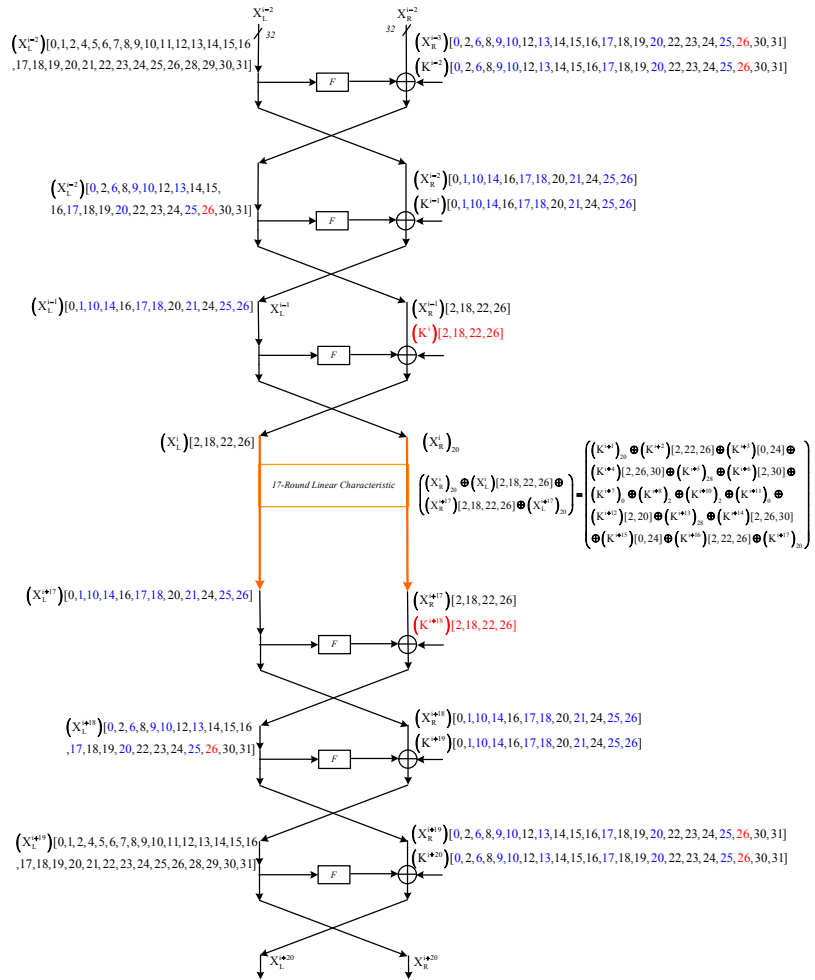 X_L^{i-2} X_R^{i-2}
32 32
(X_L^{i-2})[0,1,2,4,5,6,7,8,9,10,11,12,13,14,15,16
,17,18,19,20,21,22,23,24,25,26,28,29,30,31]
(X_R^{i-3})[0,2,6,8,9,10,12,13,14,15,16,17,18,19,20,22,23,24,25,26,30,31]
(K^{i-2})[0,2,6,8,9,10,12,13,14,15,16,17,18,19,20,22,23,24,25,26,30,31]
F
(X_L^{i-2})[0,2,6,8,9,10,12,13,14,15,
16,17,18,19,20,22,23,24,25,26,30,31]
(X_R^{i-2})[0,1,10,14,16,17,18,20,21,24,25,26]
(K^{i-1})[0,1,10,14,16,17,18,20,21,24,25,26]
F
(X_L^{i-1})[0,1,10,14,16,17,18,20,21,24,25,26]
X_L^{i-1}
(X_R^{i-1})[2,18,22,26]
(K^i)[2,18,22,26]
F
(X_L^i)[2,18,22,26]
(X_R^i)_{20}
17-Round Linear Characteristic
((X_R^i)_{20}⊕(X_L^i)[2,18,22,26]⊕
(X_R^{i+17})[2,18,22,26]⊕(X_L^{i+17})_{20})
=
((K^{i+1})_{20}⊕(K^{i+2})[2,22,26]⊕(K^{i+3})[0,24]⊕
(K^{i+4})[2,26,30]⊕(K^{i+5})_{28}⊕(K^{i+6})[2,30]⊕
(K^{i+7})_0⊕(K^{i+8})_2⊕(K^{i+10})_2⊕(K^{i+11})_0⊕
(K^{i+12})[2,20]⊕(K^{i+13})_{28}⊕(K^{i+14})[2,26,30]
⊕(K^{i+15})[0,24]⊕(K^{i+16})[2,22,26]⊕(K^{i+17})_{20})
(X_L^{i+17})[0,1,10,14,16,17,18,20,21,24,25,26]
(X_R^{i+17})[2,18,22,26]
(K^{i+18})[2,18,22,26]
F
(X_L^{i+18})[0,2,6,8,9,10,12,13,14,15,16
,17,18,19,20,22,23,24,25,26,30,31]
(X_R^{i+18})[0,1,10,14,16,17,18,20,21,24,25,26]
(K^{i+19})[0,1,10,14,16,17,18,20,21,24,25,26]
F
(X_L^{i+19})[0,1,2,4,5,6,7,8,9,10,11,12,13,14,15,16
,17,18,19,20,21,22,23,24,25,26,28,29,30,31]
(X_R^{i+19})[0,2,6,8,9,10,12,13,14,15,16,17,18,19,20,22,23,24,25,26,30,31]
(K^{i+20})[0,2,6,8,9,10,12,13,14,15,16,17,18,19,20,22,23,24,25,26,30,31]
F
X_L^{i+20} X_R^{i+20}